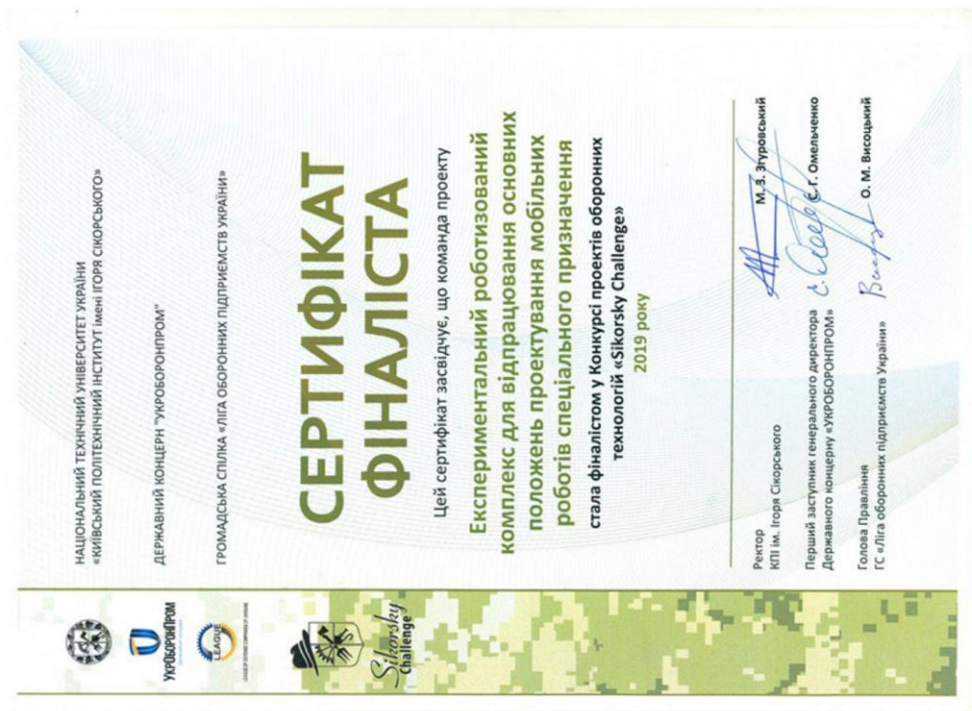 НАЦІОНАЛЬНИЙ ТЕХНІЧНИЙ УНІВЕРСИТЕТ УКРАЇНИ
«КИЇВСЬКИЙ ПОЛІТЕХНІЧНИЙ ІНСТИТУТ імені ІГОРЯ СІКОРСЬКОГО»
ДЕРЖАВНИЙ КОНЦЕРН "УКРОБОРОНПРОМ"
ГРОМАДСЬКА СПІЛКА «ЛІГА ОБОРОННИХ ПІДПРИЄМСТВ УКРАЇНИ»
СЕРТИФІКАТ
ФІНАЛІСТА
Цей сертифікат засвідчує, що команда проекту
Експериментальний роботизований
комплекс для відпрацювання основних
положень проектування мобільних
роботів спеціального призначення
стала фіналістом у Конкурсі проектів оборонних
технологій «Sikorsky Challenge»
2019 року
Ректор
КПІ ім. Ігоря Сікорського
М. З. Згуровський
Перший заступник генерального директора
Державного концерну «УКРОБОРОНПРОМ»
С. Г. Омельченко
Голова Правління
ГС «Ліга оборонних підприємств України»
О. М. Висоцький
УКРОБОРОНПРОМ
LEAGUE
Sikorsky
Challenge